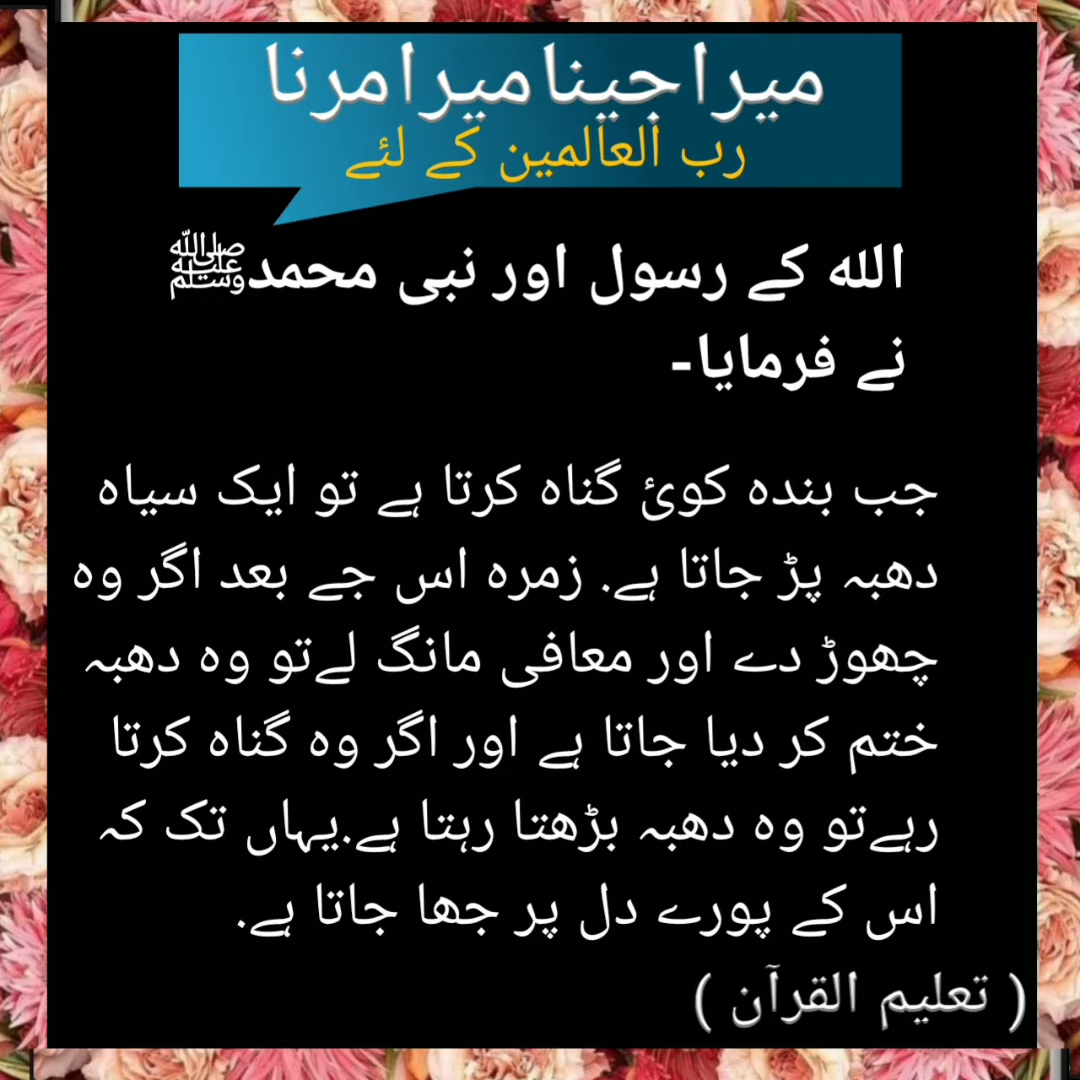 میرا جینا میرا مرنا
رب العالمین کے لئے
الله کے رسول اور نبی محمدﷺ
نے فرمایا-
جب بندہ کوئ گناہ کرتا ہے تو ایک سیاہ
دھبہ پڑ جاتا ہے. زمرہ اس جے بعد اگر وہ
چھوڑ دے اور معافی مانگ لےتو وہ دھبہ
ختم کر دیا جاتا ہے اور اگر وہ گناہ کرتا
رہےتو وہ دھبہ بڑھتا رہتا ہے.یہاں تک کہ
اس کے پورے دل پر جھا جاتا ہے.
( تعلیم القرآن )